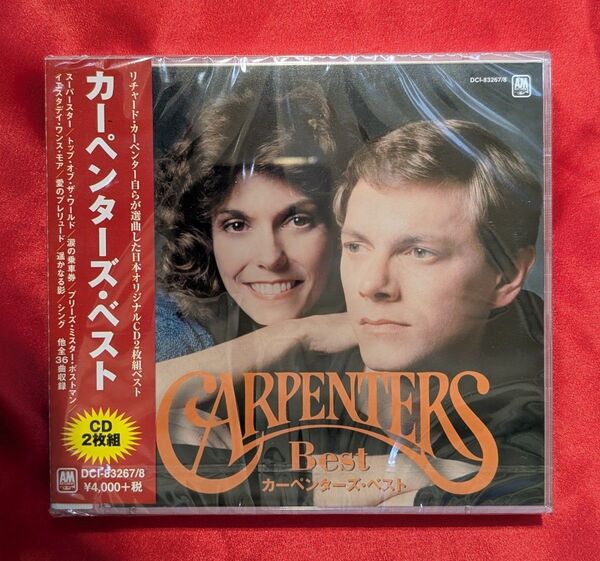 カーペンターズ・ベスト
リチャード・カーペンター自らが選曲した日本オリジナルCD2枚組ベスト
スーパースター/トップ・オブ・ザ・ワールド/涙の乗車券/プリーズ・ミスター・ポストマン
イエスタデイ・ワンス・モア/愛のプレリュード/遥かなる影/シング 他全36曲収録
CD
2枚組
AM
DCI-83267/8
¥4,000+税
DCI-83267/8
AM
CARPENTERS
Best
カーペンターズ・ベスト